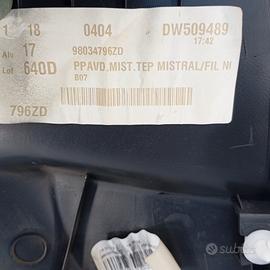 1 18 0404 DW509489
17:42
Alv 17 98034796ZD
Lot 640D PPAVD.MIST.TEP MISTRAL/FIL NI
B07
796ZD
subito